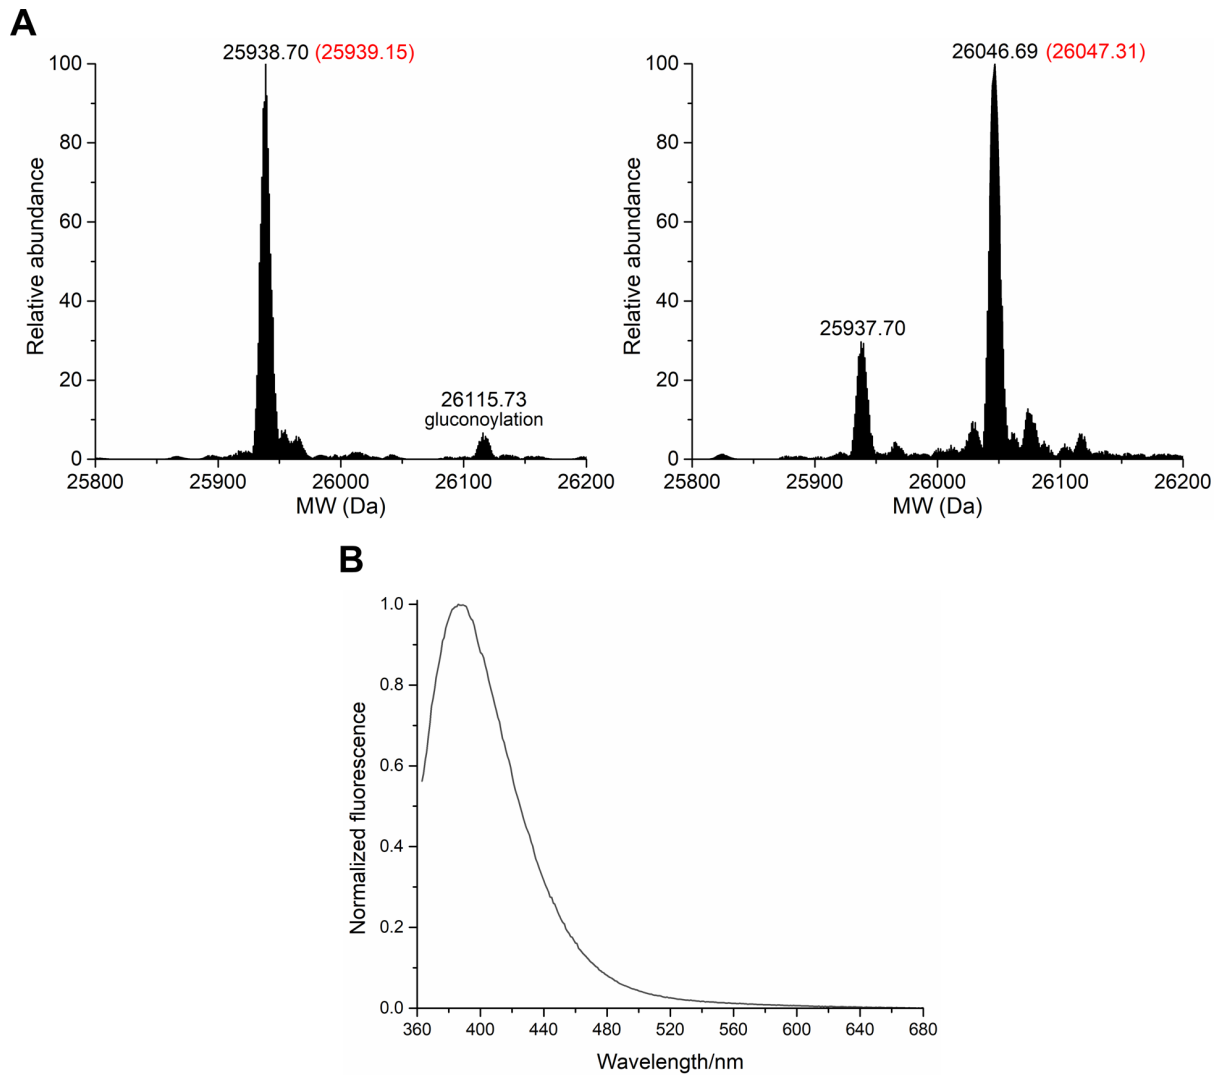 A
25938.70 (25939.15)
100
80
60
40
20
0
Relative abundance
26115.73
gluconoylation
25800 25900 26000 26100 26200
MW (Da)
26046.69 (26047.31)
100
80
60
40
20
0
Relative abundance
25937.70
25800 25900 26000 26100 26200
MW (Da)
B
1.0
0.8
0.6
0.4
0.2
0.0
Normalized fluorescence
360 400 440 480 520 560 600 640 680
Wavelength/nm